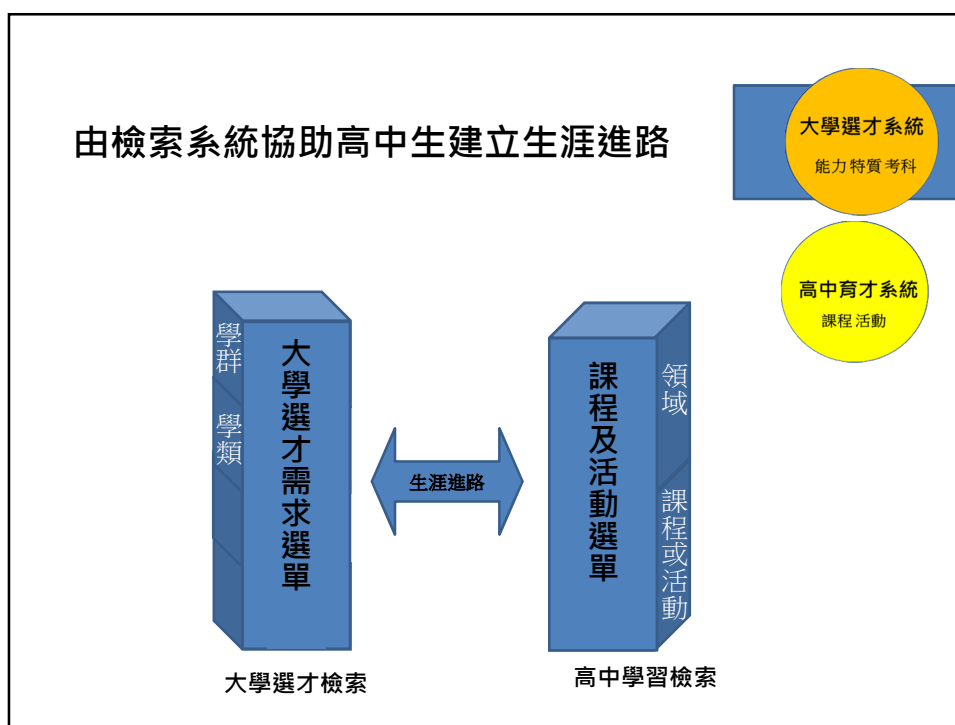 由檢索系統協助高中生建立生涯進路
大學選才系統
能力 特質 考科
高中育才系統
課程 活動
學群
學類
大學選才需求選單
生涯進路
課程及活動選單
領域
課程或活動
大學選才檢索
高中學習檢索